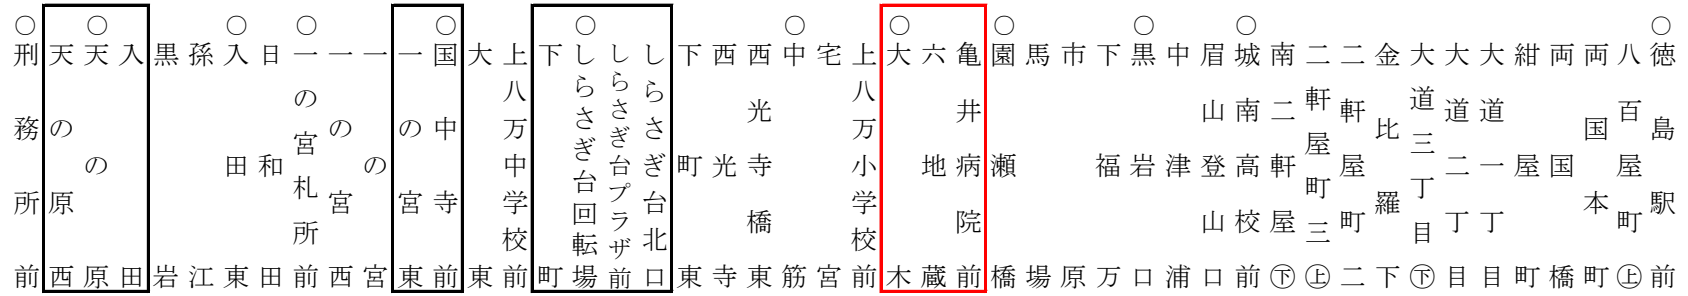 ○徳島駅前
八百屋町㊤
両国本町
両国橋
紺屋町
大道一丁目
大道二丁目
大道三丁目㊦
金比羅下
二軒屋町二
二軒屋町三㊤
南二軒屋㊦
○城南高校前
眉山登山口
中津浦
○黒岩口
下福万
市原
馬場
○園瀬橋
亀井病院前
六地蔵
○大木
上八万小学校前
宅宮
○中筋
西光寺橋東
西光寺
下町東
しらさぎ台北口
しらさぎ台プラザ前
○しらさぎ台回転場
下町
上八万中学校前
大東
○国中寺前
一の宮東
一の宮
一の宮西
○一の宮札所前
日和田
○入田東
孫江
黒岩
入田
○天の原
天の原西
○刑務所前